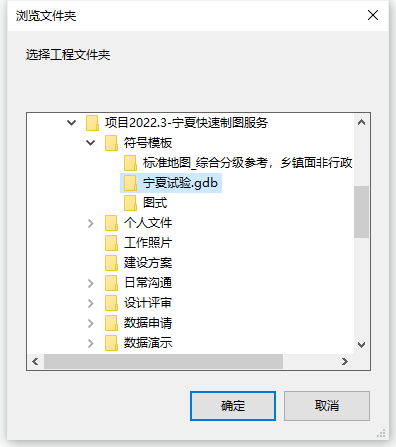 浏览文件夹
选择工程文件夹
项目2022.3-宁夏快速制图服务
符号模板
标准地图_综合分级参考，乡镇面非行政
宁夏试验.gdb
图式
个人文件
工作照片
建设方案
日常沟通
设计评审
数据申请
数据演示
确定
取消